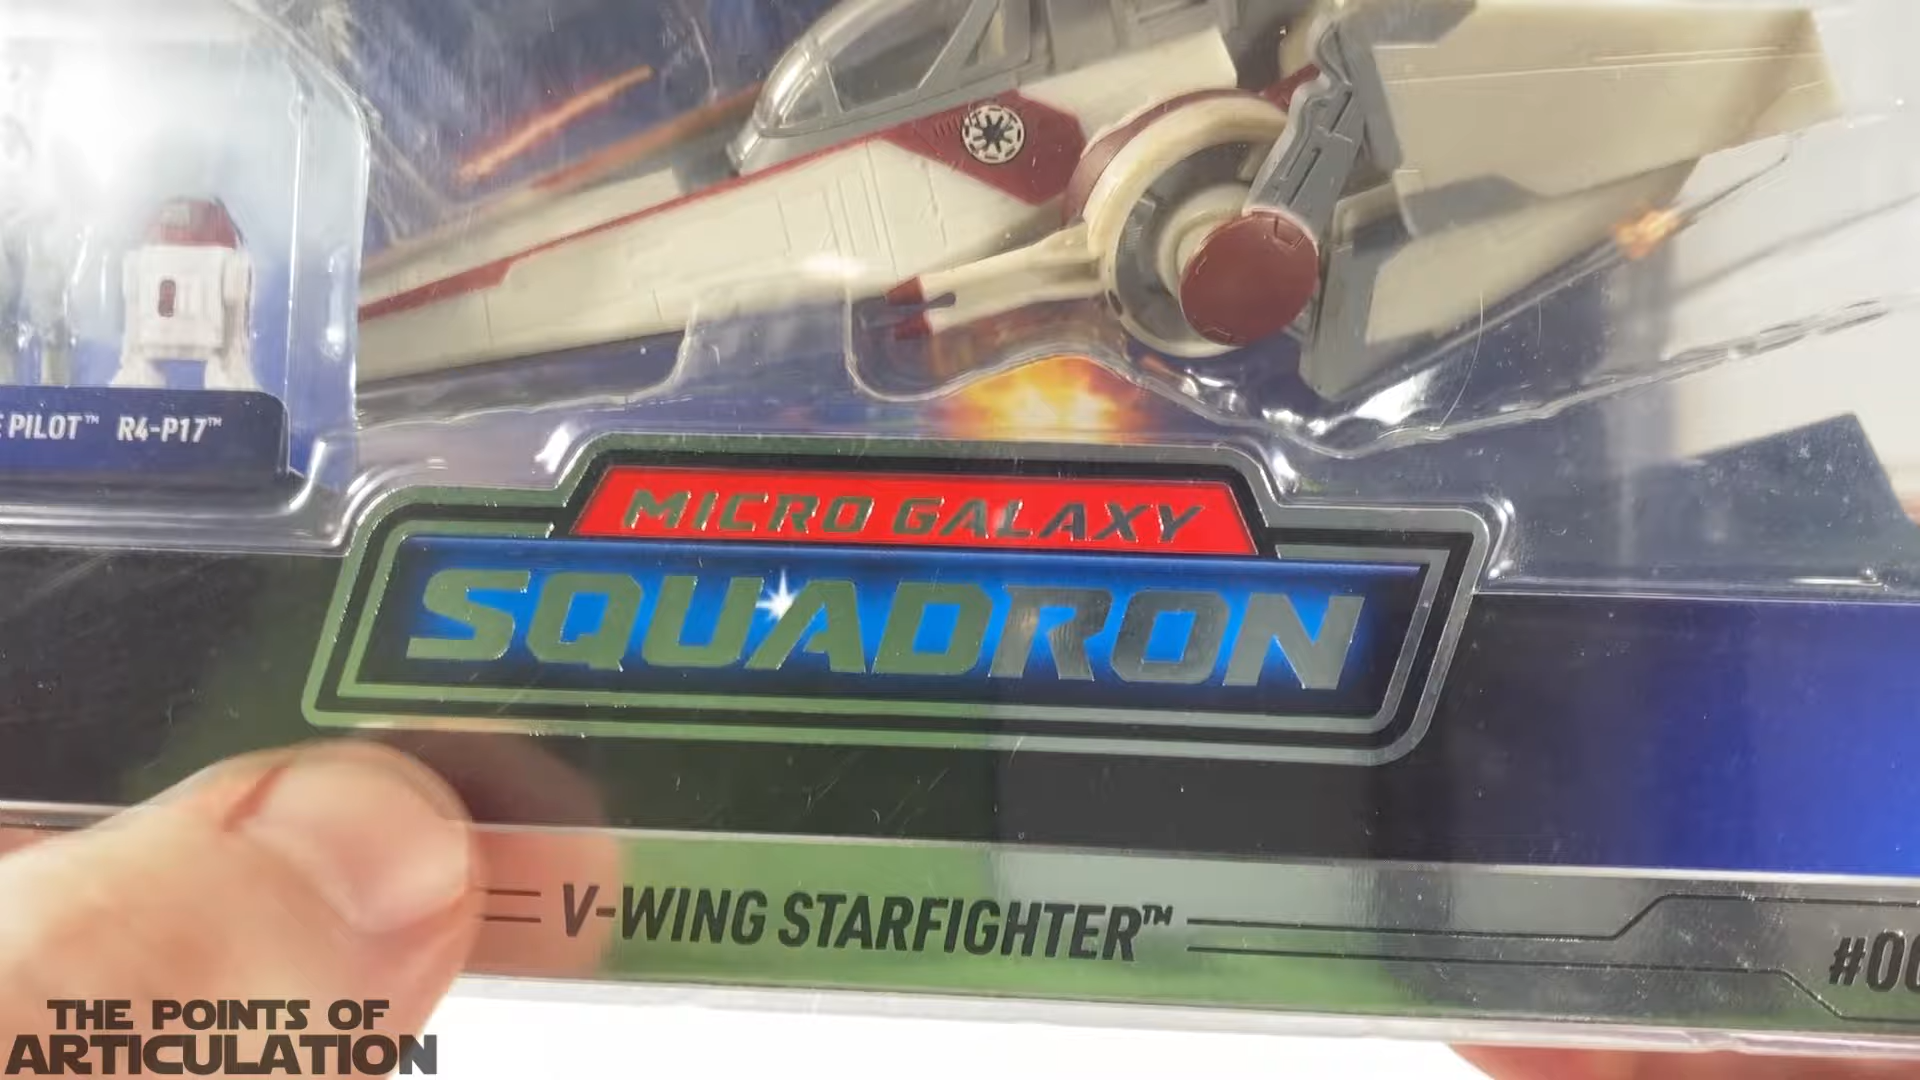 PILOT™ R4-P17™
MICRO GALAXY
SQUADRON
V-WING STARFIGHTER™
#00
THE POINTS OF
ARTICULATION